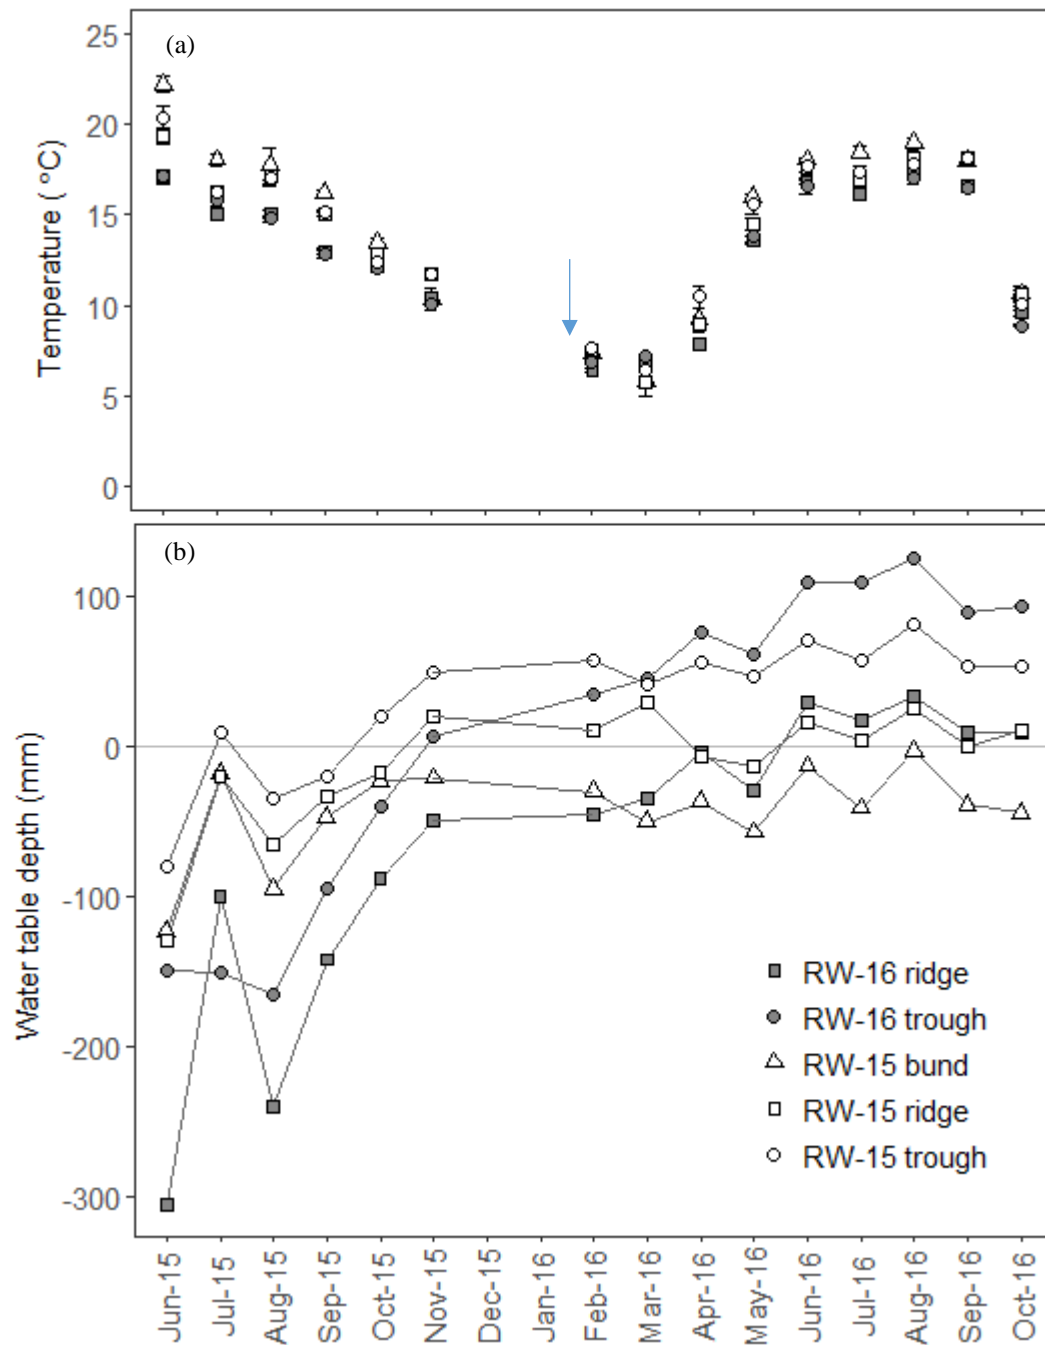 (a)
Temperature ( °C)
25
20
15
10
5
0
(b)
Water table depth (mm)
100
0
-100
-200
-300
RW-16 ridge
RW-16 trough
RW-15 bund
RW-15 ridge
RW-15 trough
Jun-15
Jul-15
Aug-15
Sep-15
Oct-15
Nov-15
Dec-15
Jan-16
Feb-16
Mar-16
Apr-16
May-16
Jun-16
Jul-16
Aug-16
Sep-16
Oct-16